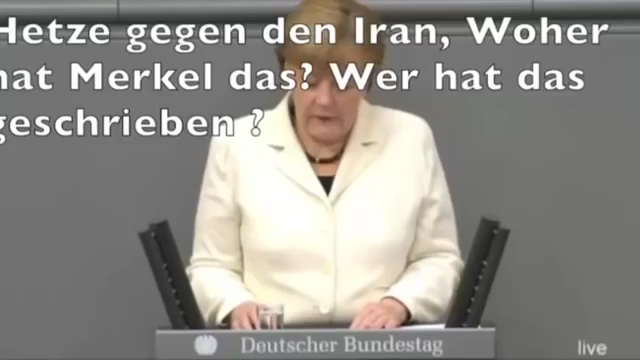 Hetze gegen den Iran, Woher
hat Merkel das? Wer hat das
geschrieben ?
Deutscher Bundestag
live